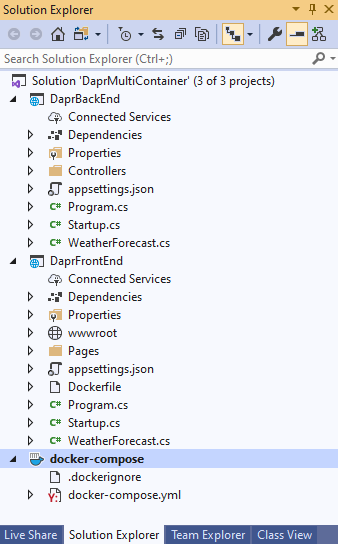 Solution Explorer
Search Solution Explorer (Ctrl+;)
Solution 'DaprMultiContainer' (3 of 3 projects)
DaprBackEnd
Connected Services
Dependencies
Properties
Controllers
appsettings.json
C# Program.cs
C# Startup.cs
C# WeatherForecast.cs
DaprFrontEnd
Connected Services
Dependencies
Properties
wwwroot
Pages
appsettings.json
Dockerfile
C# Program.cs
C# Startup.cs
C# WeatherForecast.cs
docker-compose
.dockerignore
Y: docker-compose.yml
Live Share Solution Explorer Team Explorer Class View